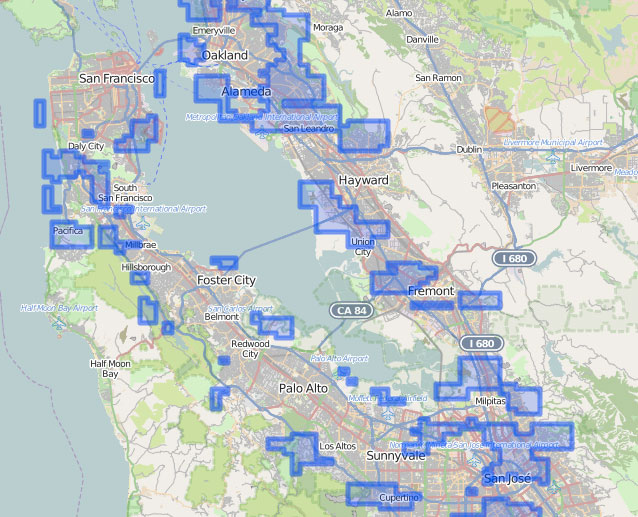 Alamo
Emeryville
Moraga
Danville
Oakland
San Francisco
San Ramon
Alameda
Metropolitan Oakland International Airport
San Leandro
Daly City
Dublin
Livermore Municipal Airport
Livermore
Hayward
Pleasanton
South
San Francisco
San Francisco International Airport
Pacifica
Millbrae
Union
City
I 680
Hillsborough
Foster City
Fremont
Half Moon Bay Airport
San Carlos Airport
CA 84
Belmont
Redwood
City
I 680
Palo Alto Airport
Half Moon
Bay
Palo Alto
Moffett Federal Airfield
Milpitas
Los Altos
San José International Airport
Sunnyvale
San José
Cupertino